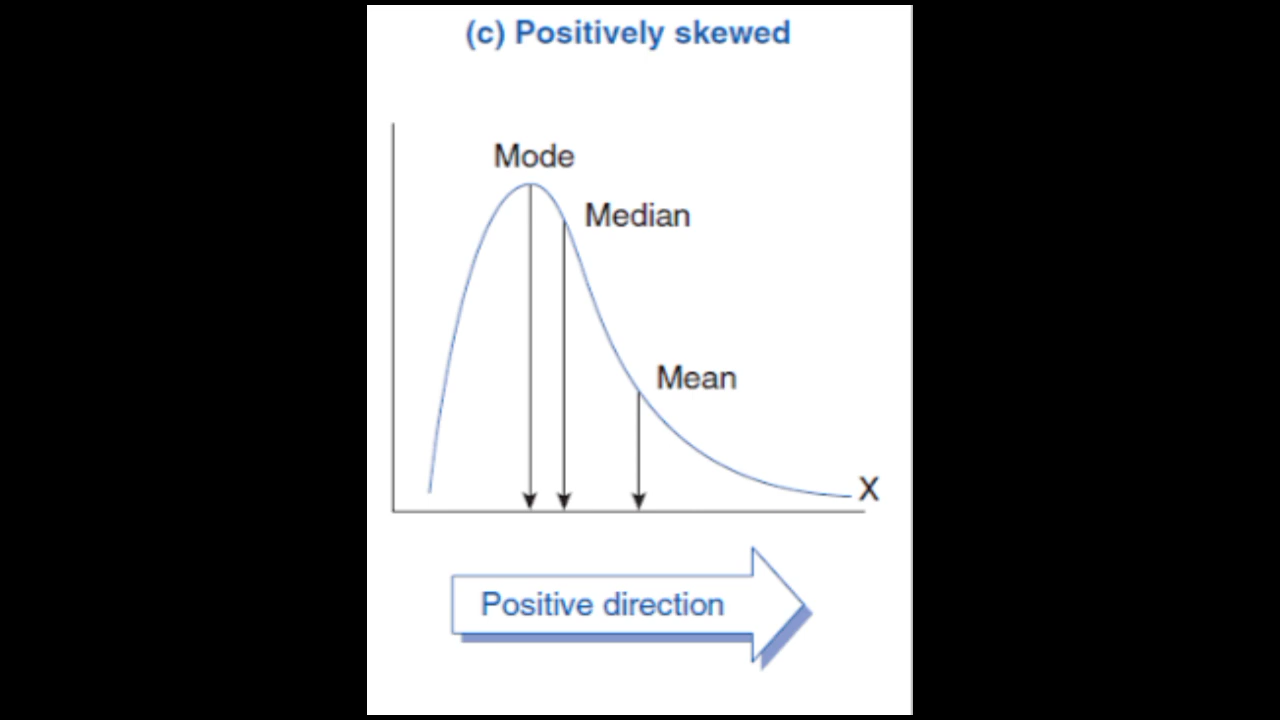 (c) Positively skewed
Mode
Median
Mean
X
Positive direction